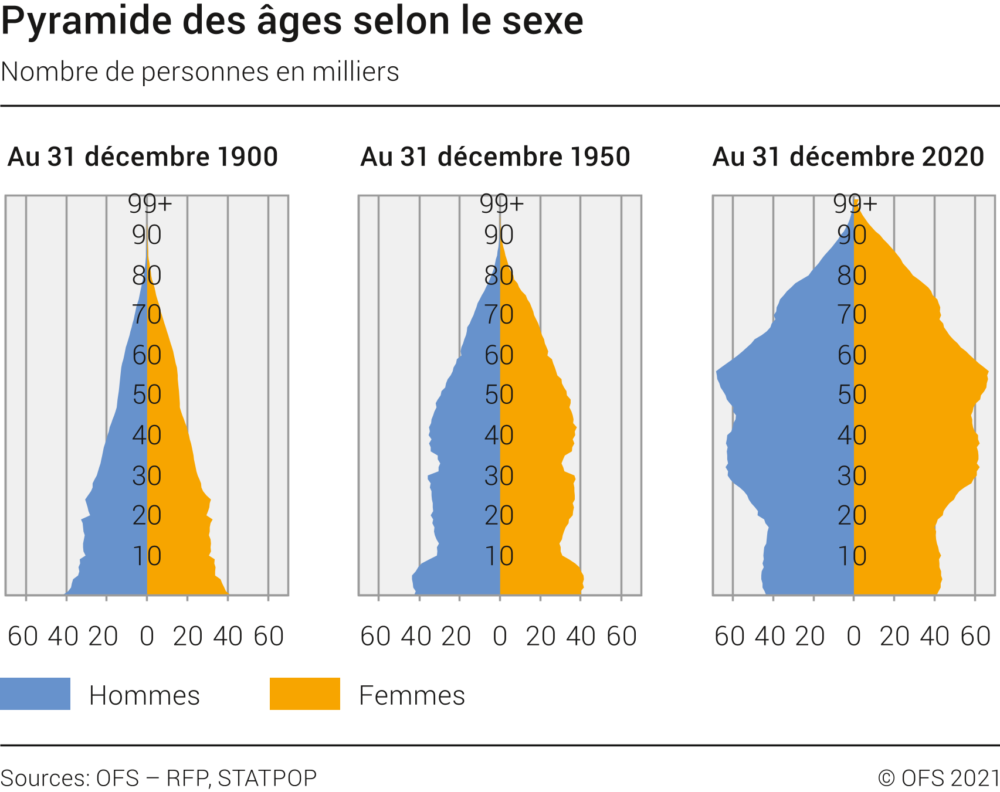 Pyramide des âges selon le sexe
Nombre de personnes en milliers
Au 31 décembre 1900
99+
90
80
70
60
50
40
30
20
10
60 40 20 0 20 40 60
Au 31 décembre 1950
99+
90
80
70
60
50
40
30
20
10
60 40 20 0 20 40 60
Au 31 décembre 2020
99+
90
80
70
60
50
40
30
20
10
60 40 20 0 20 40 60
Hommes
Femmes
Sources: OFS – RFP, STATPOP
© OFS 2021